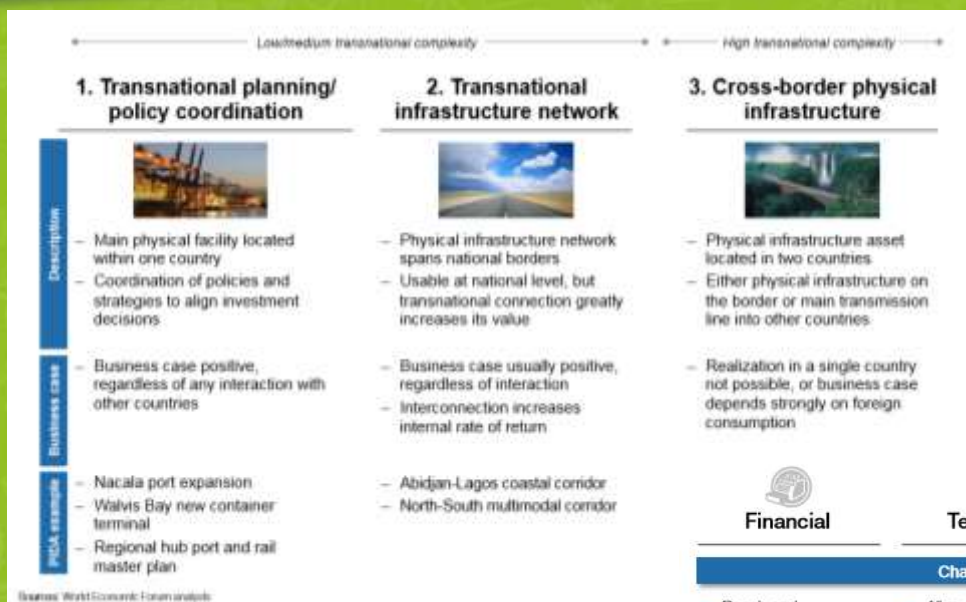 Low/medium transnational complexity
High transnational complexity
1. Transnational planning/
policy coordination
2. Transnational
infrastructure network
3. Cross-border physical
infrastructure
Description
– Main physical facility located
within one country
– Coordination of policies and
strategies to align investment
decisions
– Physical infrastructure network
spans national borders
– Usable at national level, but
transnational connection greatly
increases its value
– Physical infrastructure asset
located in two countries
– Either physical infrastructure on
the border or main transmission
line into other countries
Business case
– Business case positive,
regardless of any interaction with
other countries
– Business case usually positive,
regardless of interaction
– Interconnection increases
internal rate of return
– Realization in a single country
not possible, or business case
depends strongly on foreign
consumption
PIDA example
– Nacala port expansion
– Walvis Bay new container
terminal
– Regional hub port and rail
master plan
– Abidjan-Lagos coastal corridor
– North-South multimodal corridor
Sources: World Economic Forum analysis
Financial
Te
Cha